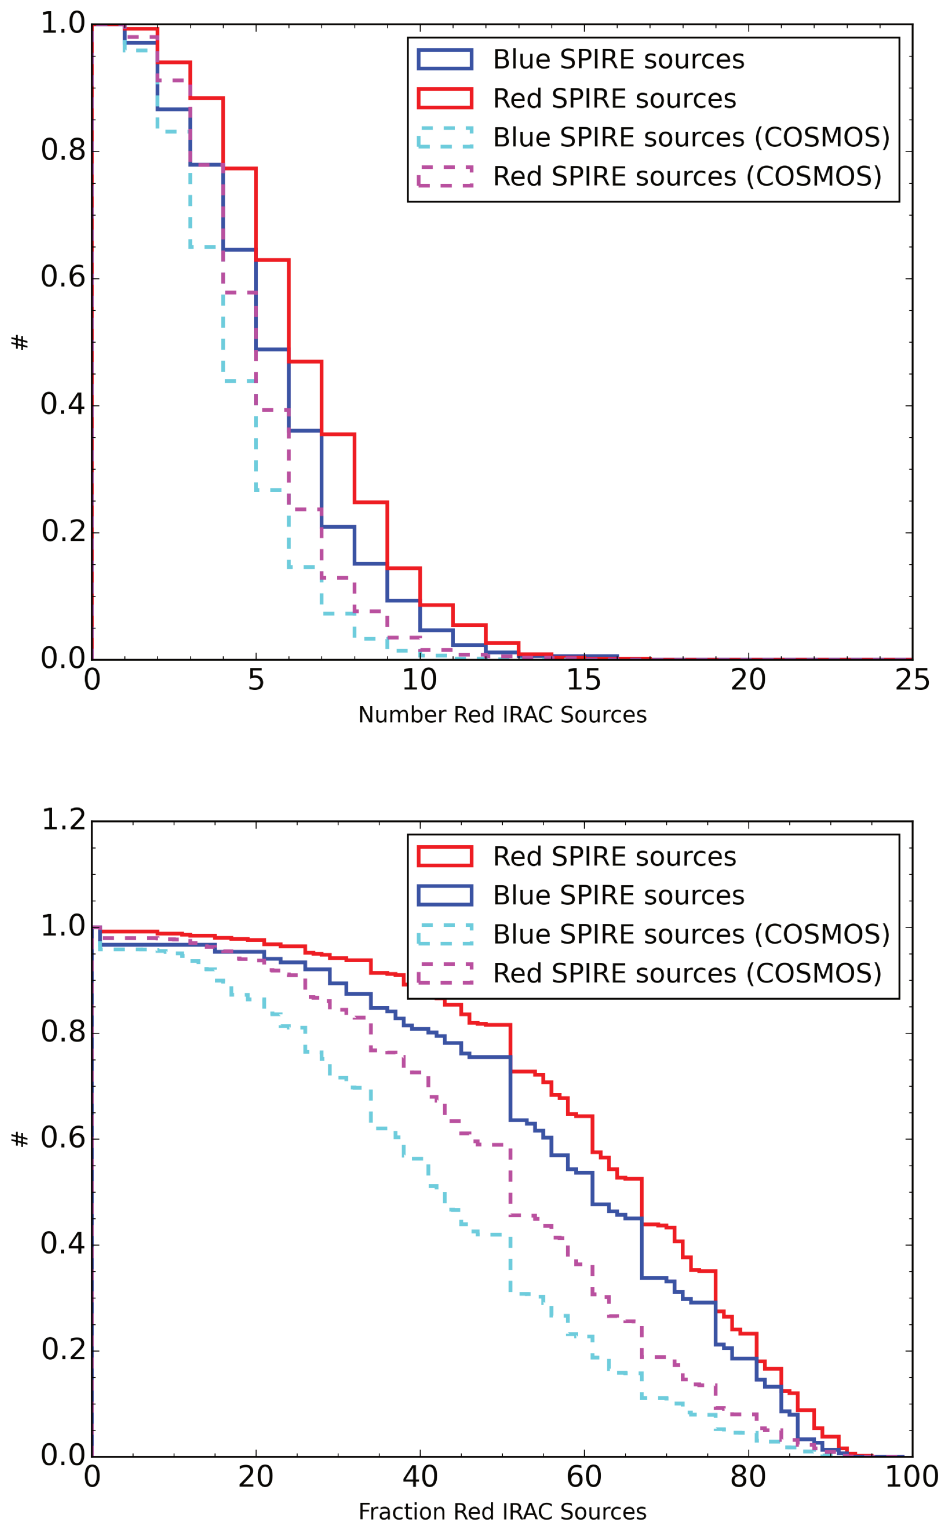 1.0
0.8
0.6
0.4
0.2
0.0
#
Blue SPIRE sources
Red SPIRE sources
Blue SPIRE sources (COSMOS)
Red SPIRE sources (COSMOS)
0 5 10 15 20 25
Number Red IRAC Sources
1.2
1.0
0.8
0.6
0.4
0.2
0.0
#
Red SPIRE sources
Blue SPIRE sources
Blue SPIRE sources (COSMOS)
Red SPIRE sources (COSMOS)
0 20 40 60 80 100
Fraction Red IRAC Sources